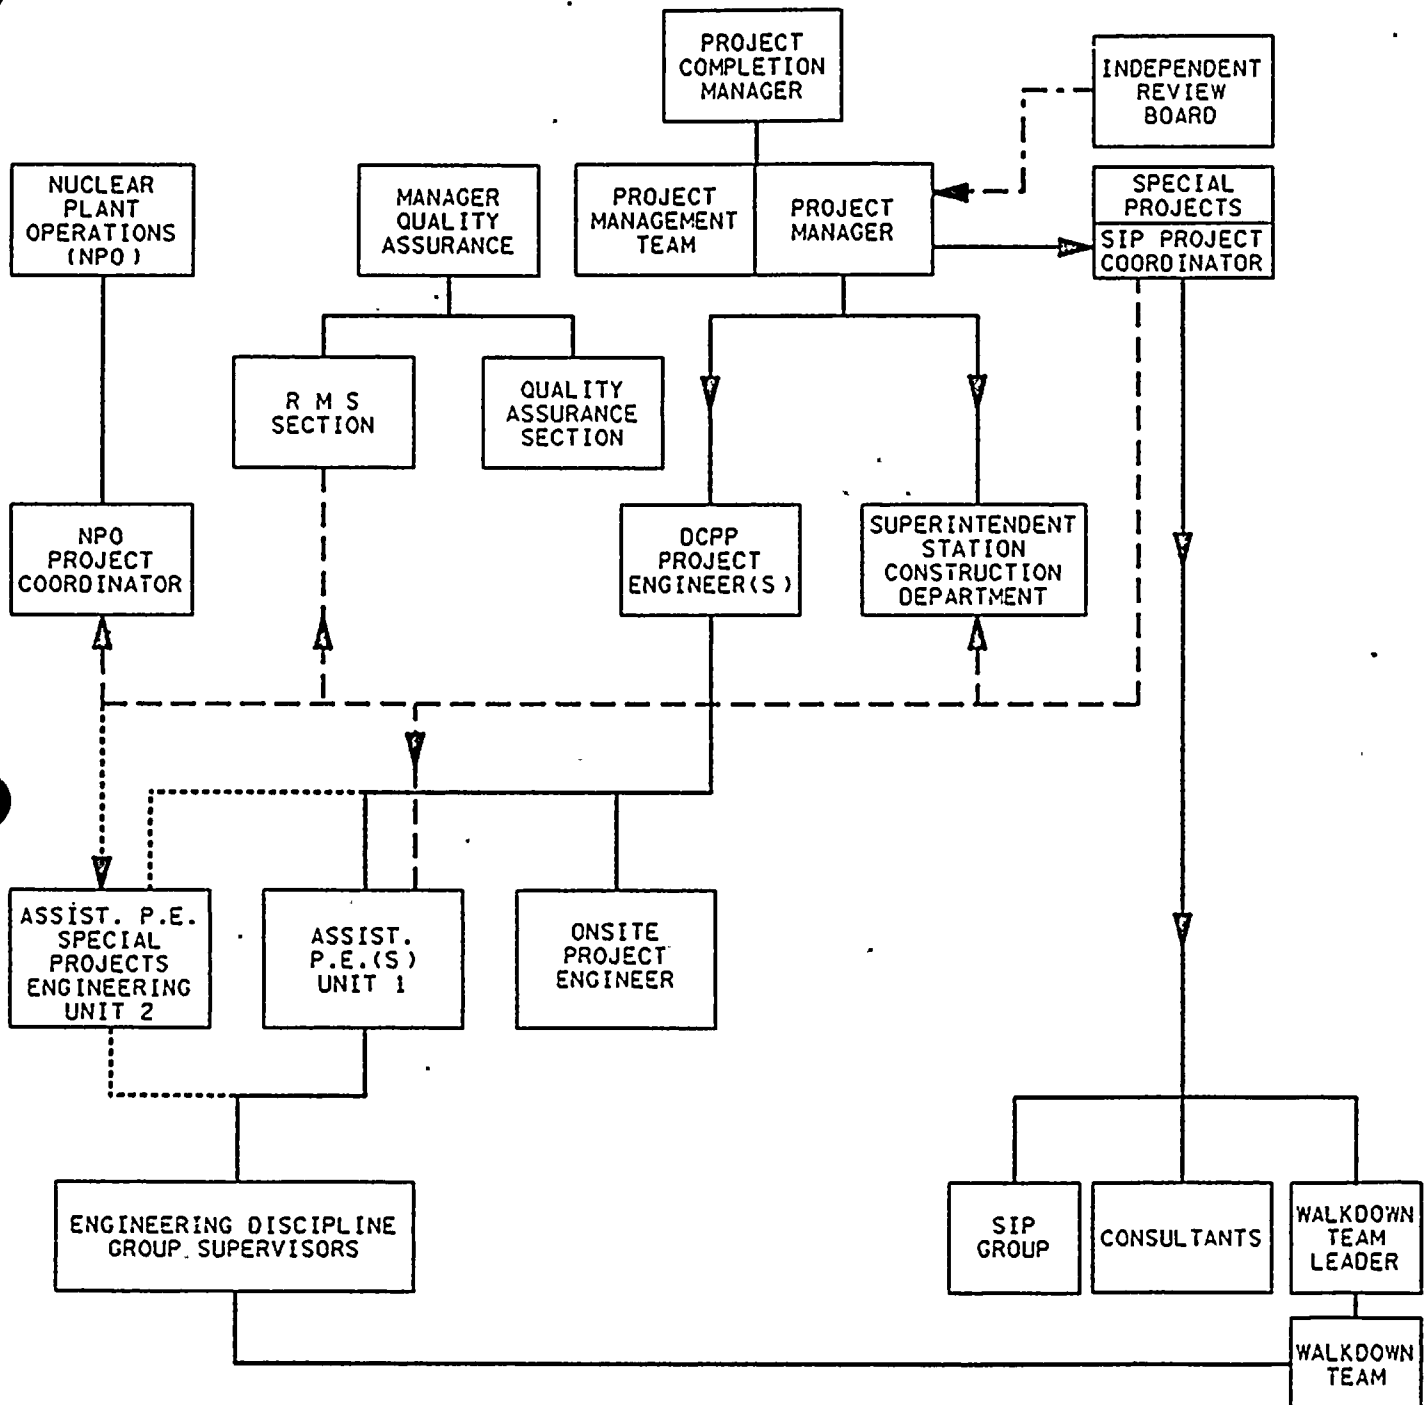 PROJECT
COMPLETION
MANAGER
INDEPENDENT
REVIEW
BOARD
NUCLEAR
PLANT
OPERATIONS
(NPO)
MANAGER
QUALITY
ASSURANCE
PROJECT
MANAGEMENT
TEAM
PROJECT
MANAGER
SPECIAL
PROJECTS
SIP PROJECT
COORDINATOR
R M S
SECTION
QUALITY
ASSURANCE
SECTION
NPO
PROJECT
COORDINATOR
DCPP
PROJECT
ENGINEER(S)
SUPERINTENDENT
STATION
CONSTRUCTION
DEPARTMENT
ASSIST. P.E.
SPECIAL
PROJECTS
ENGINEERING
UNIT 2
ASSIST.
P.E.(S)
UNIT 1
ONSITE
PROJECT
ENGINEER
ENGINEERING DISCIPLINE
GROUP SUPERVISORS
SIP
GROUP
CONSULTANTS
WALKDOWN
TEAM
LEADER
WALKDOWN
TEAM